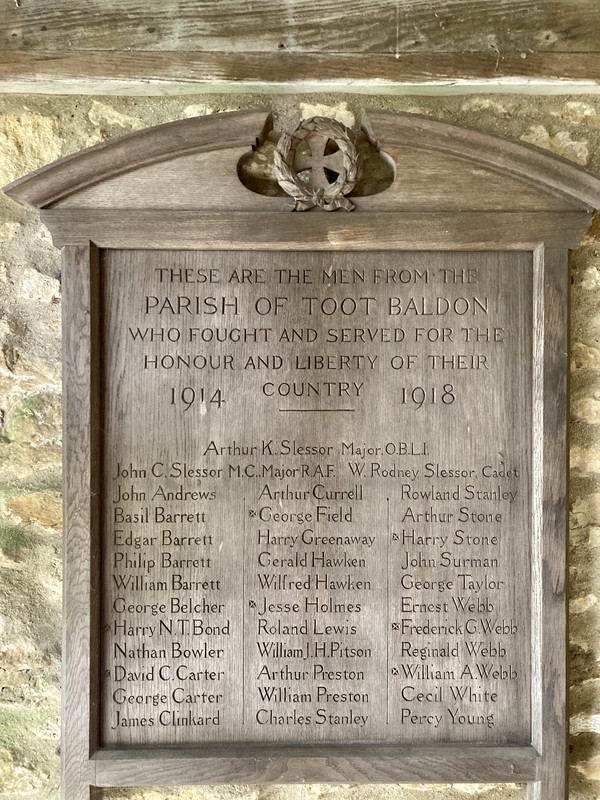 THESE ARE THE MEN FROM THE
PARISH OF TOOT BALDON
WHO FOUGHT AND SERVED FOR THE
HONOUR AND LIBERTY OF THEIR
1914 COUNTRY 1918
Arthur K. Slessor Major. O.B.L.I.
John C. Slessor M.C., Major R.A.F. W. Rodney Slessor, Cadet
John Andrews Arthur Currell Rowland Stanley
Basil Barrett George Field Arthur Stone
Edgar Barrett Harry Greenaway Harry Stone
Philip Barrett Gerald Hawken John Surman
William Barrett Wilfred Hawken George Taylor
George Belcher Jesse Holmes Ernest Webb
Harry N.T. Bond Roland Lewis Frederick G. Webb
Nathan Bowler William J.H. Pitson Reginald Webb
David C. Carter Arthur Preston William A. Webb
George Carter William Preston Cecil White
James Clinkard Charles Stanley Percy Young